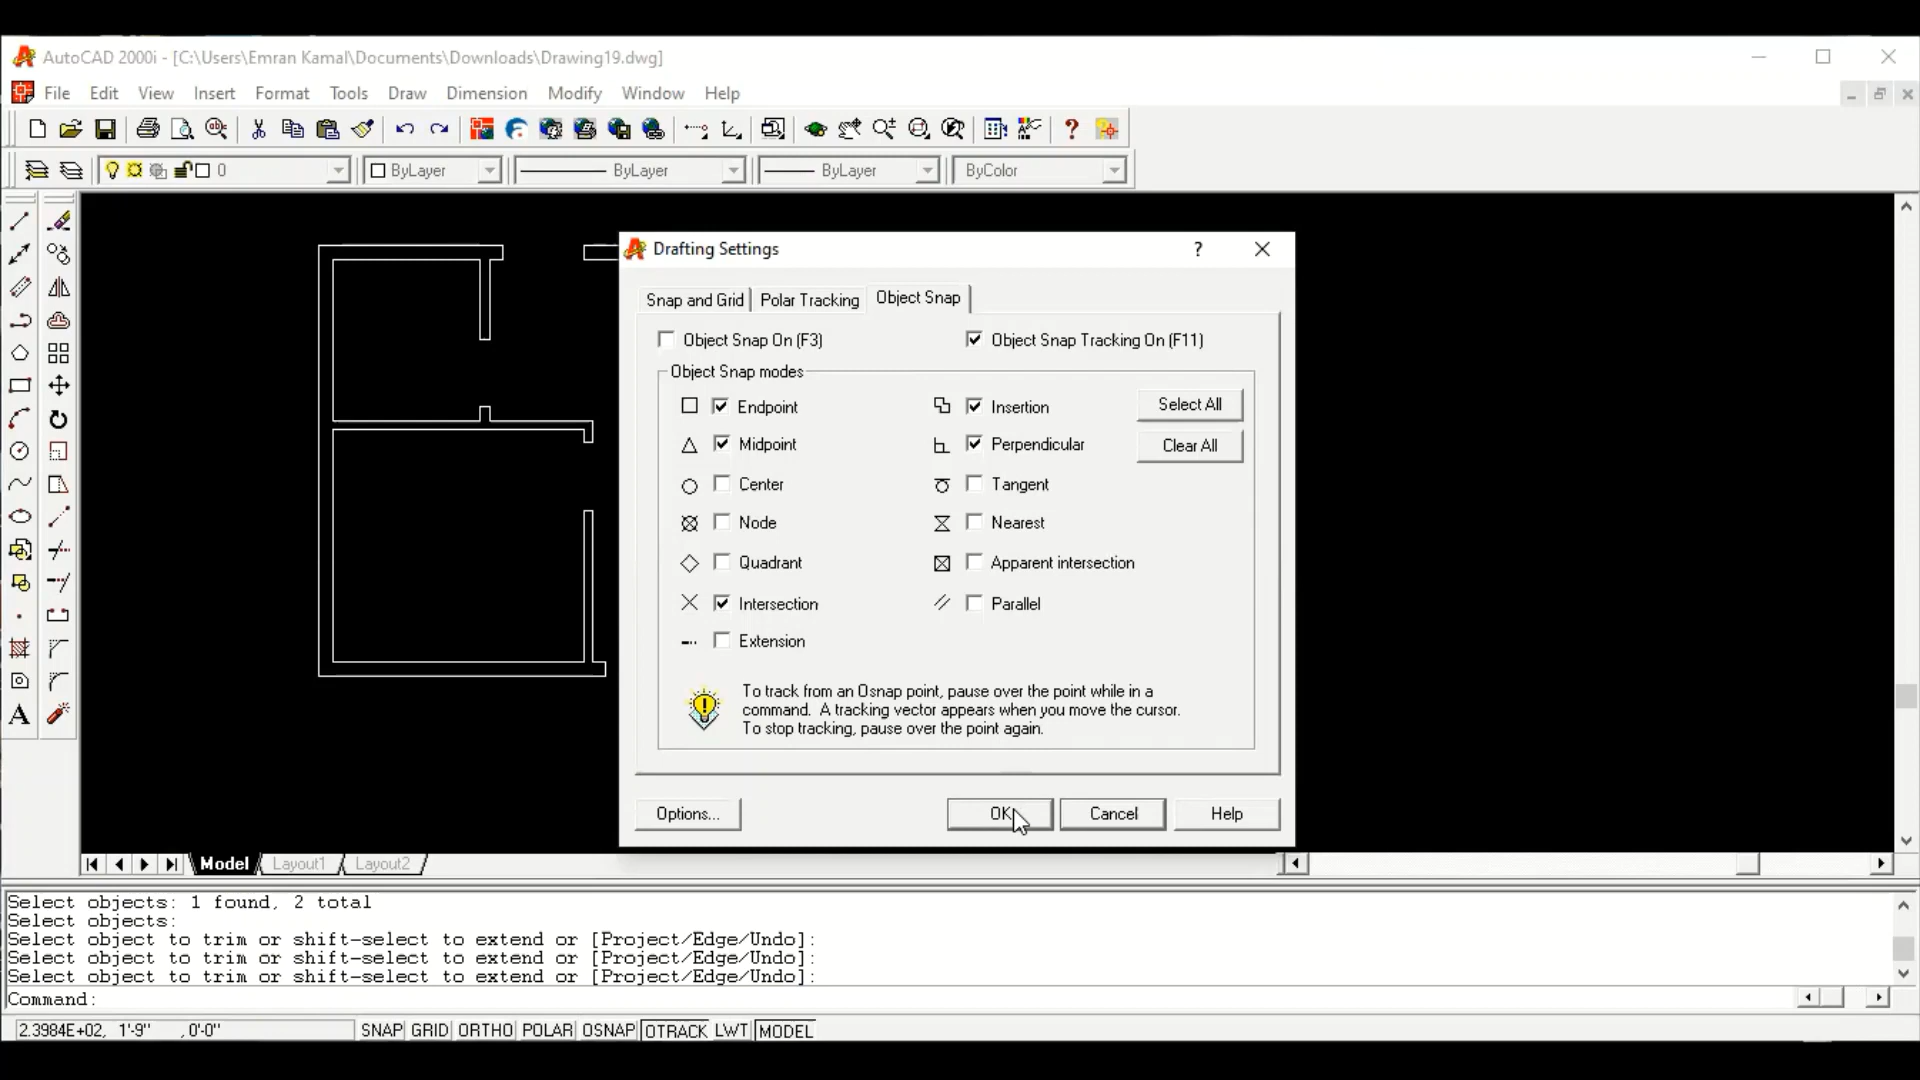 AutoCAD 2000i - [C:\Users\Emran Kamal\Documents\Downloads\Drawing19.dwg]
File Edit View Insert Format Tools Draw Dimension Modify Window Help
0 ByLayer ByLayer ByLayer ByColor
Drafting Settings
Snap and Grid Polar Tracking Object Snap
Object Snap On (F3) Object Snap Tracking On (F11)
Object Snap modes
Endpoint Insertion Select All
Midpoint Perpendicular Clear All
Center Tangent
Node Nearest
Quadrant Apparent intersection
Intersection Parallel
Extension
To track from an Osnap point, pause over the point while in a
command. A tracking vector appears when you move the cursor.
To stop tracking, pause over the point again.
Options... OK Cancel Help
Model Layout1 Layout2
Select objects: 1 found, 2 total
Select objects:
Select object to trim or shift-select to extend or [Project/Edge/Undo]:
Select object to trim or shift-select to extend or [Project/Edge/Undo]:
Select object to trim or shift-select to extend or [Project/Edge/Undo]:
Command:
2.3984E+02, 1'-9" ,0'-0" SNAP GRID ORTHO POLAR OSNAP OTRACK LWT MODEL